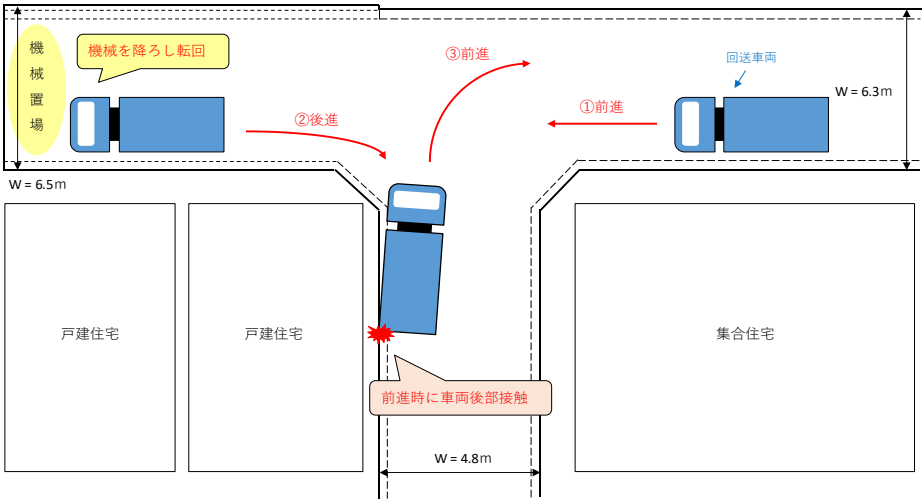 機械置場
機械を降ろし転回
③前進
回送車両
②後進
①前進
W = 6.3m
W = 6.5m
戸建住宅
戸建住宅
集合住宅
前進時に車両後部接触
W = 4.8m